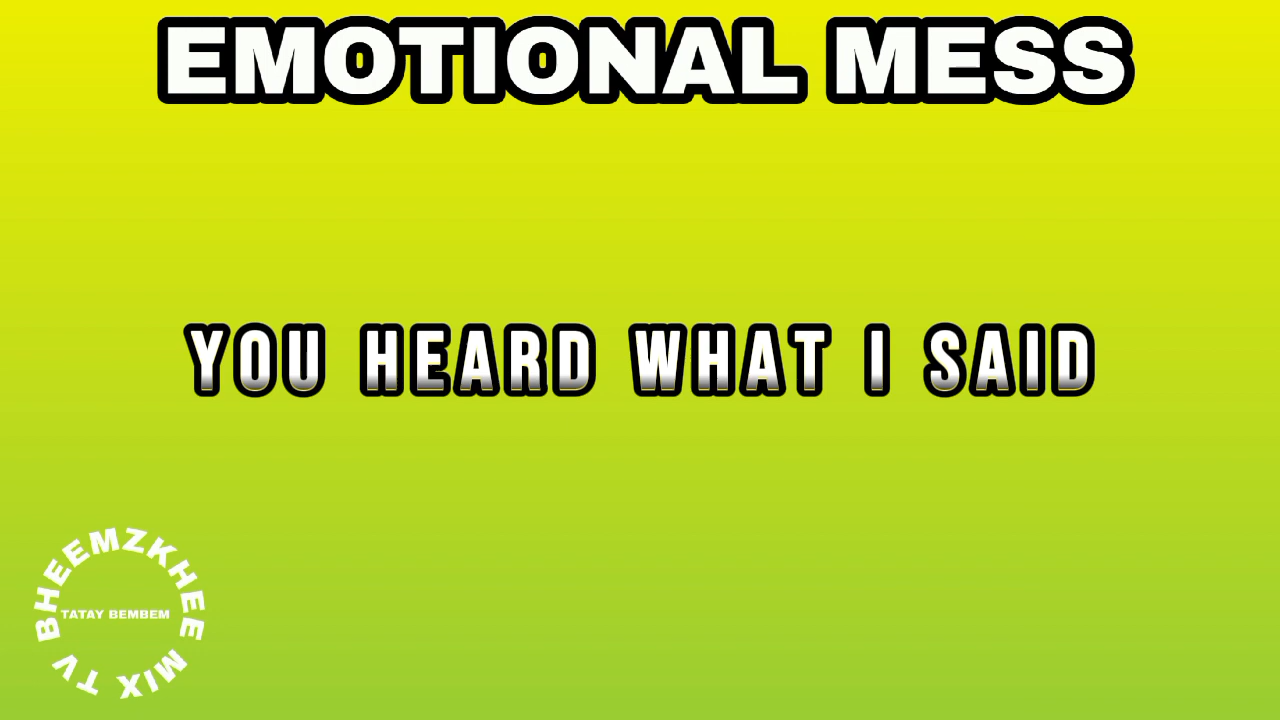 EMOTIONAL MESS
YOU HEARD WHAT I SAID
BHEEMZKHEE MIX TV
TATAY BEMBEM